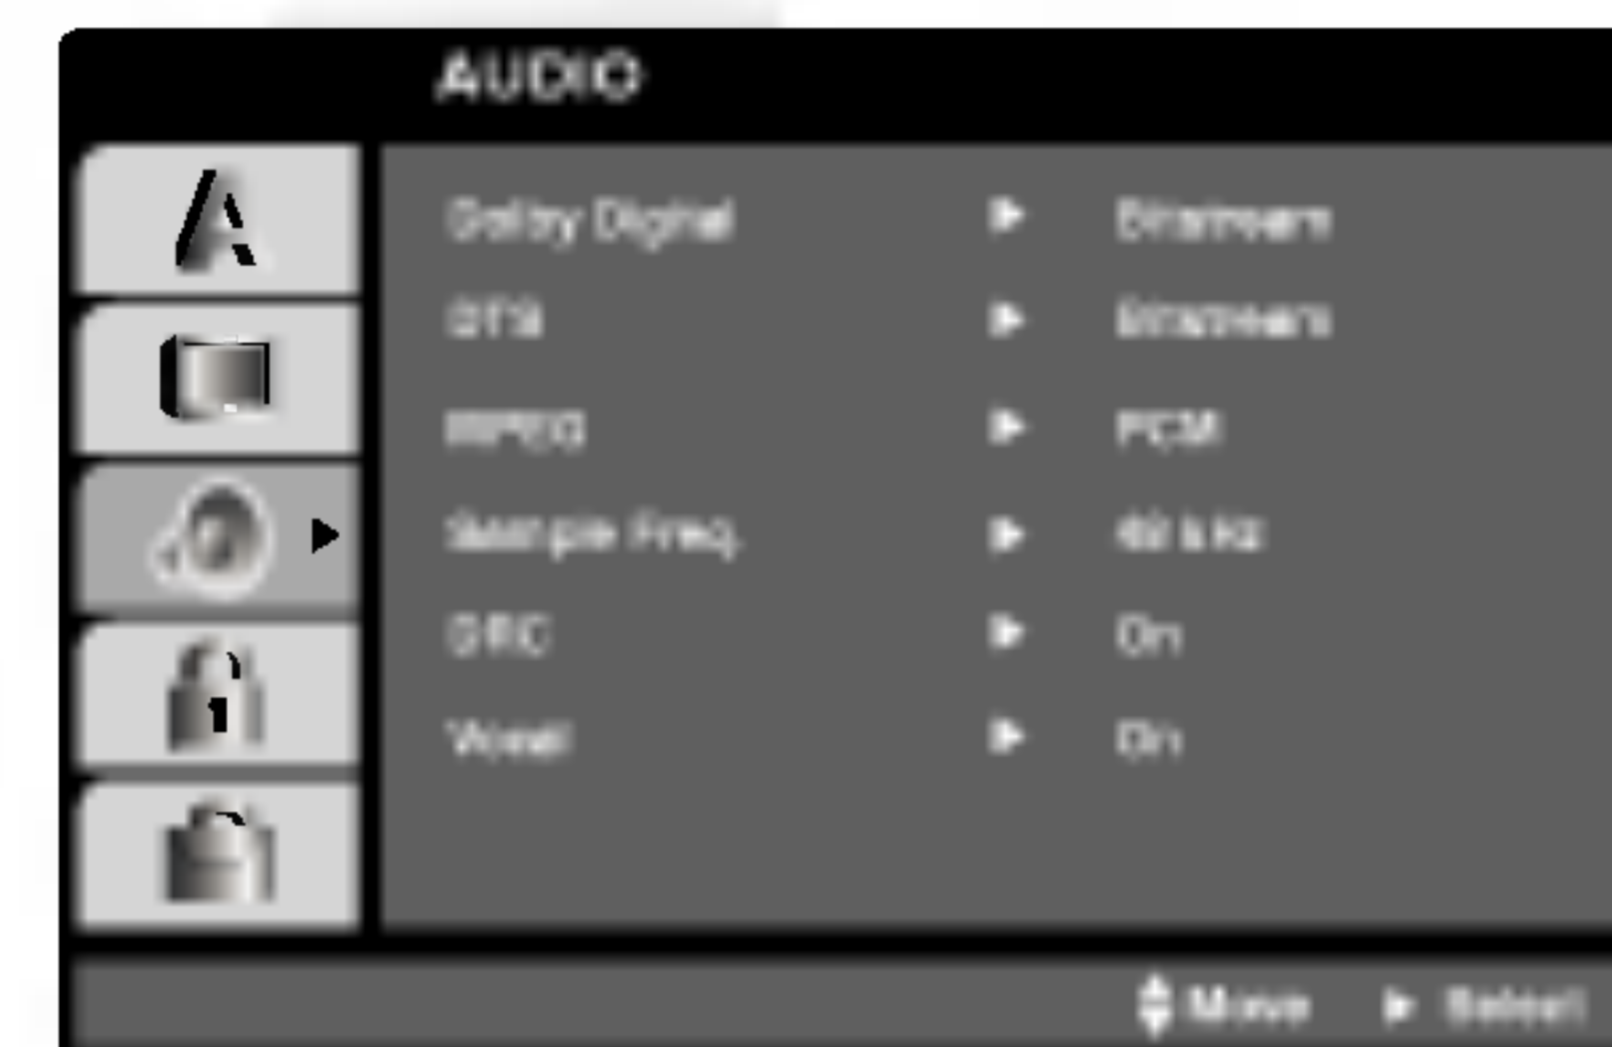 AUDIO
Dolby Digital ▶ Bitstream
DTS ▶ Bitstream
MPEG ▶ PCM
Sample Freq. ▶ 48 kHz
DRC ▶ On
Vocal ▶ On
Move ▶ Select